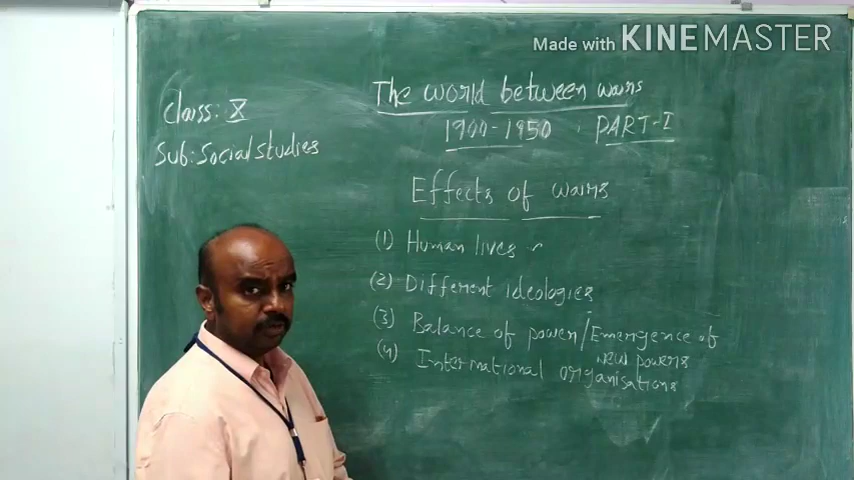 Made with KINEMASTER
Class: X
Sub: Social studies
The world between wars
1900-1950 PART-I
Effects of wars
(1) Human lives
(2) Different ideologies
(3) Balance of power/Emergence of
new powers
(4) International organisations